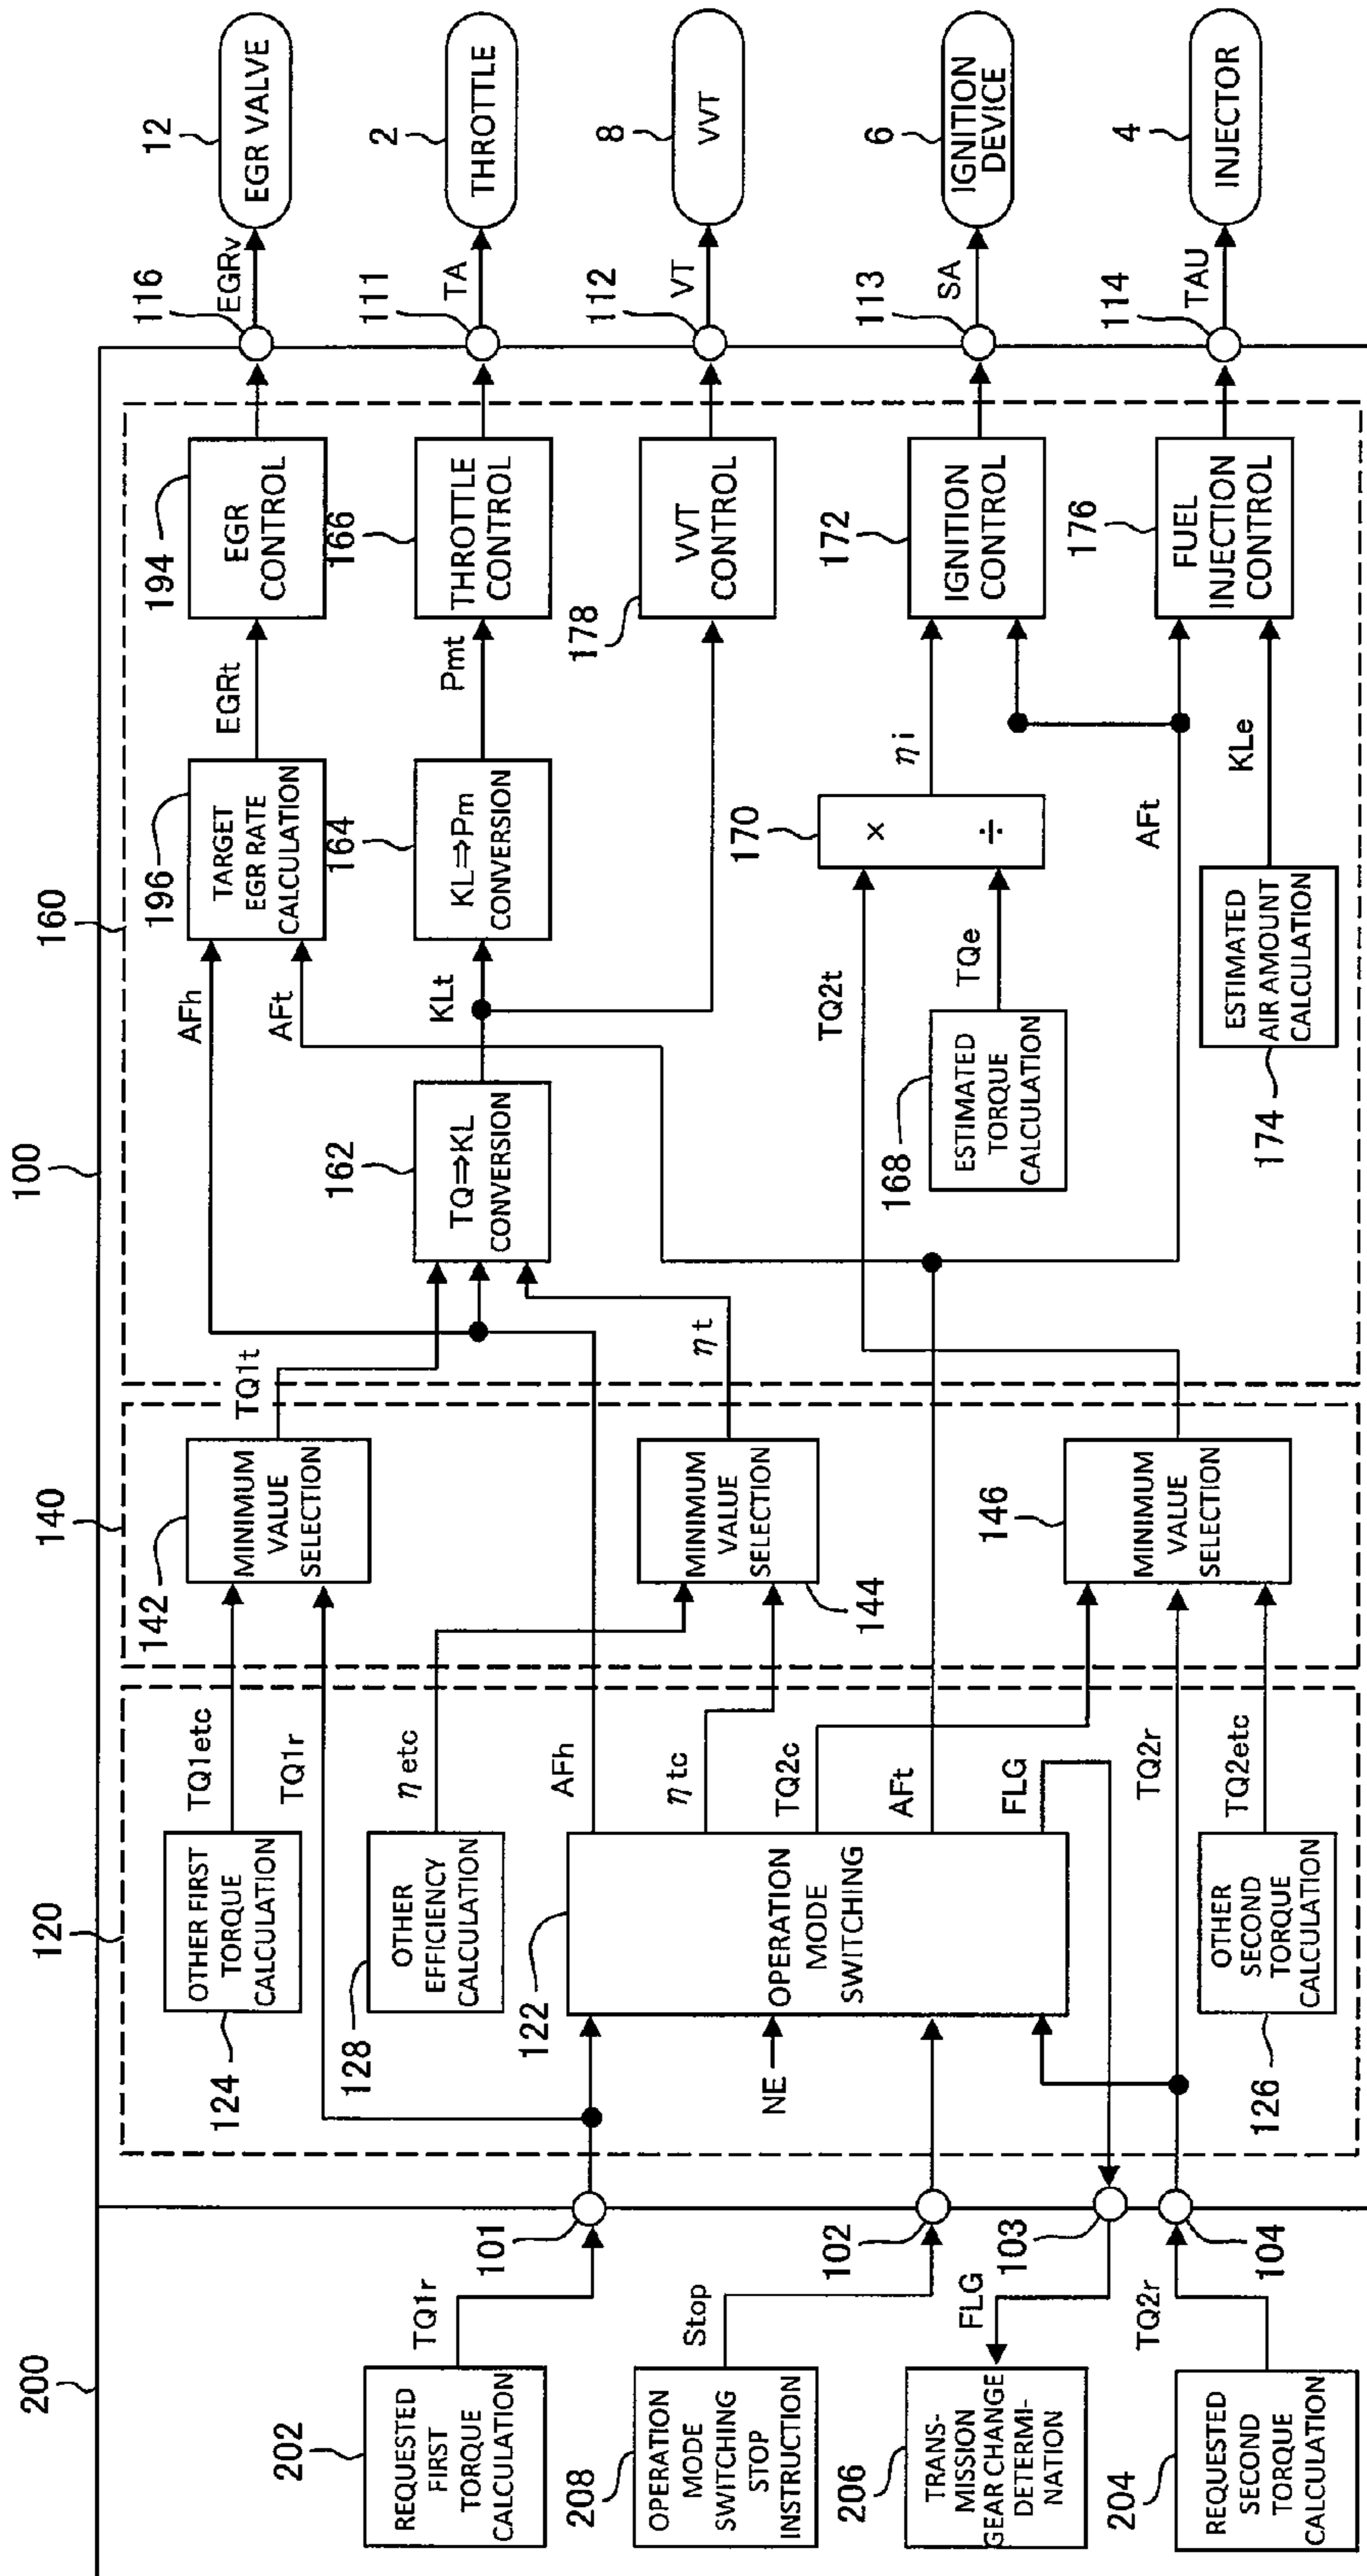 200
202
REQUESTED
FIRST
TORQUE
CALCULATION
TQ1r
101
208
OPERATION
MODE
SWITCHING
STOP
INSTRUCTION
Stop
102
206
TRANS-
MISSION
GEAR CHANGE
DETERMI-
NATION
FLG
103
204
REQUESTED
SECOND
TORQUE
CALCULATION
TQ2r
104
100
120
124
OTHER FIRST
TORQUE
CALCULATION
TQ1etc
TQ1r
128
OTHER
EFFICIENCY
CALCULATION
ηetc
122
OPERATION
MODE
SWITCHING
NE
AFh
ηtc
TQ2c
AFt
FLG
TQ2r
126
OTHER
SECOND
TORQUE
CALCULATION
TQ2etc
140
142
MINIMUM
VALUE
SELECTION
TQ1t
144
MINIMUM
VALUE
SELECTION
ηt
146
MINIMUM
VALUE
SELECTION
160
162
TQ⇒KL
CONVERSION
KLt
AFh
AFt
196
TARGET
EGR RATE
CALCULATION
EGRt
194
EGR
CONTROL
164
KL⇒Pm
CONVERSION
Pmt
166
THROTTLE
CONTROL
178
VVT
CONTROL
TQ2t
168
ESTIMATED
TORQUE
CALCULATION
TQe
170
×
÷
ηi
172
IGNITION
CONTROL
AFt
174
ESTIMATED
AIR AMOUNT
CALCULATION
KLe
176
FUEL
INJECTION
CONTROL
116
EGRv
12
EGR VALVE
111
TA
2
THROTTLE
112
VT
8
VVT
113
SA
6
IGNITION
DEVICE
114
TAU
4
INJECTOR